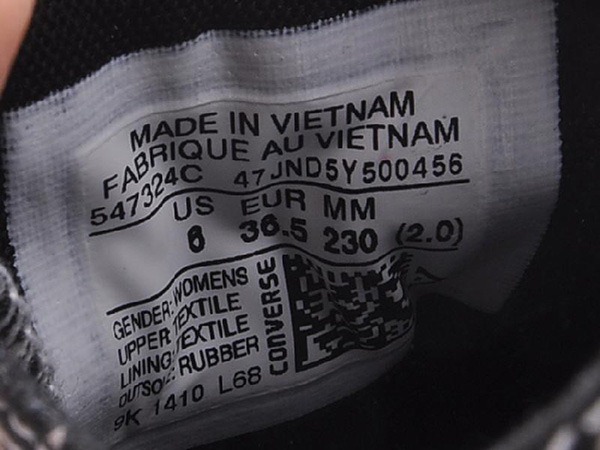 MADE IN VIETNAM
FABRIQUE AU VIETNAM
547324C 47JND5Y500456
US EUR MM
6 36.5 230 (2.0)
GENDER: WOMENS
UPPER: TEXTILE
LINING: TEXTILE
OUTSOLE: RUBBER
9K 1410 L68
CONVERSE